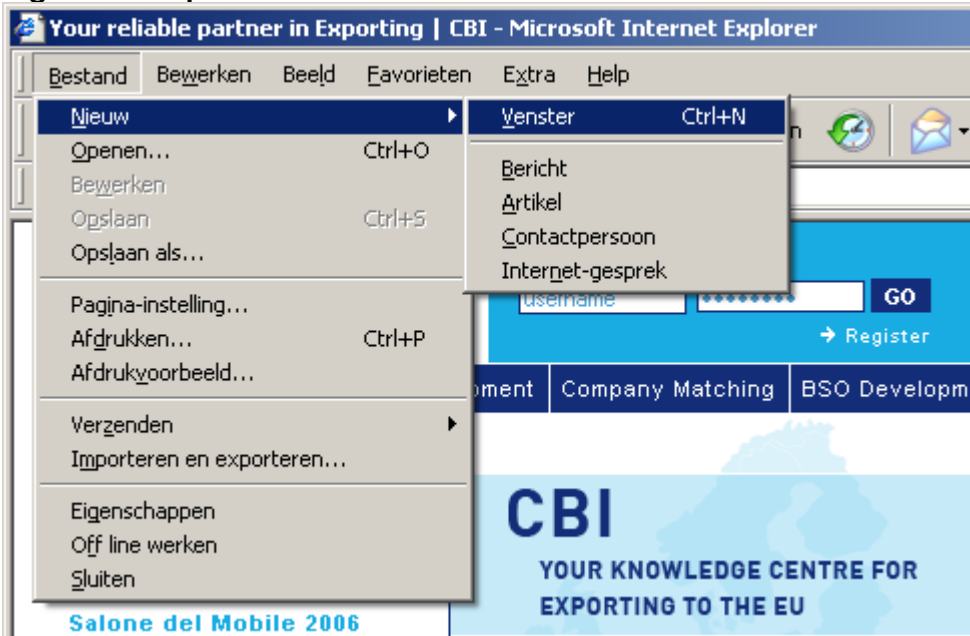 Your reliable partner in Exporting | CBI - Microsoft Internet Explorer
Bestand Bewerken Beeld Favorieten Extra Help
Nieuw
Openen... Ctrl+O
Bewerken
Opslaan Ctrl+S
Opslaan als...
Pagina-instelling...
Afdrukken... Ctrl+P
Afdrukvoorbeeld...
Verzenden
Importeren en exporteren...
Eigenschappen
Off line werken
Sluiten
Venster Ctrl+N
Bericht
Artikel
Contactpersoon
Internet-gesprek
username ******** GO
Register
Company Matching
CBI
YOUR KNOWLEDGE CENTRE FOR
EXPORTING TO THE EU
Salone del Mobile 2006